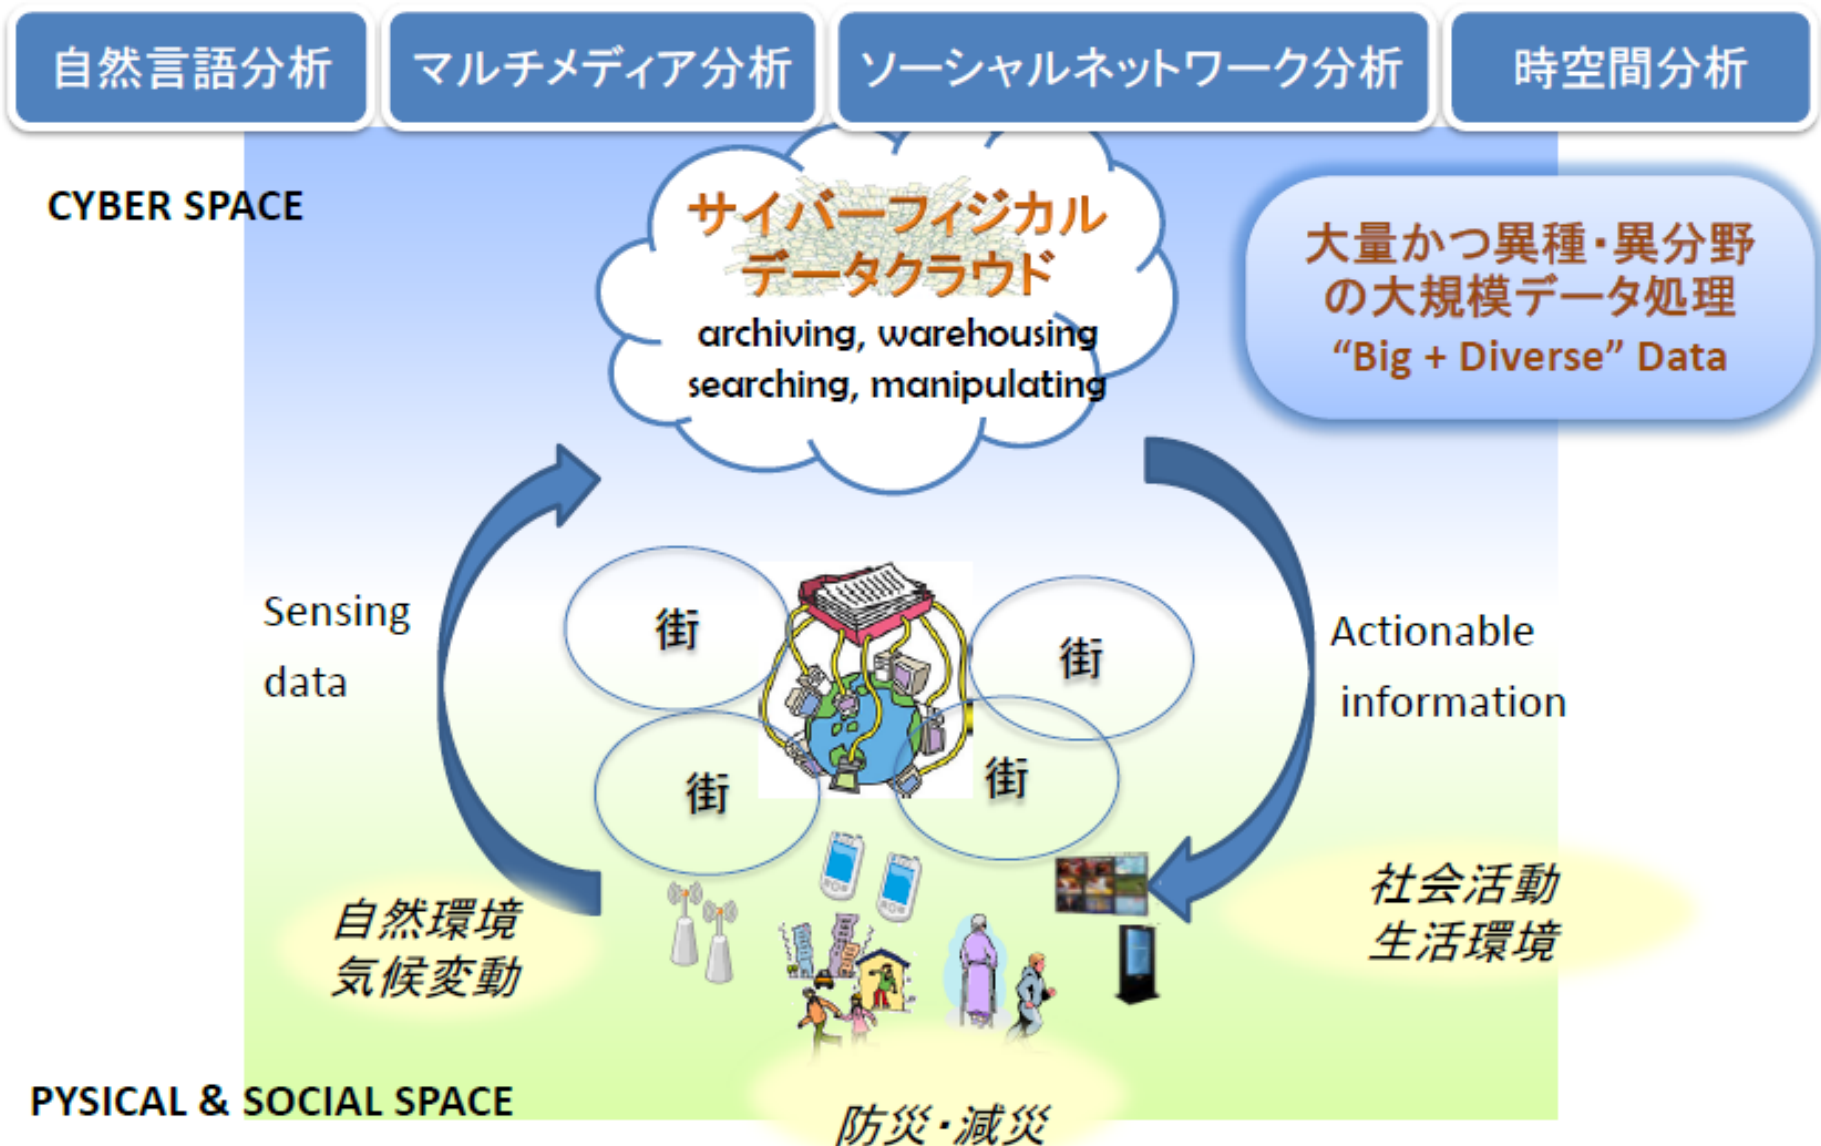 自然言語分析
マルチメディア分析
ソーシャルネットワーク分析
時空間分析
CYBER SPACE
サイバーフィジカル
データクラウド
archiving, warehousing
searching, manipulating
大量かつ異種・異分野
の大規模データ処理
“Big + Diverse” Data
Sensing
data
街
街
街
街
Actionable
information
自然環境
気候変動
社会活動
生活環境
PYSICAL & SOCIAL SPACE
防災・減災